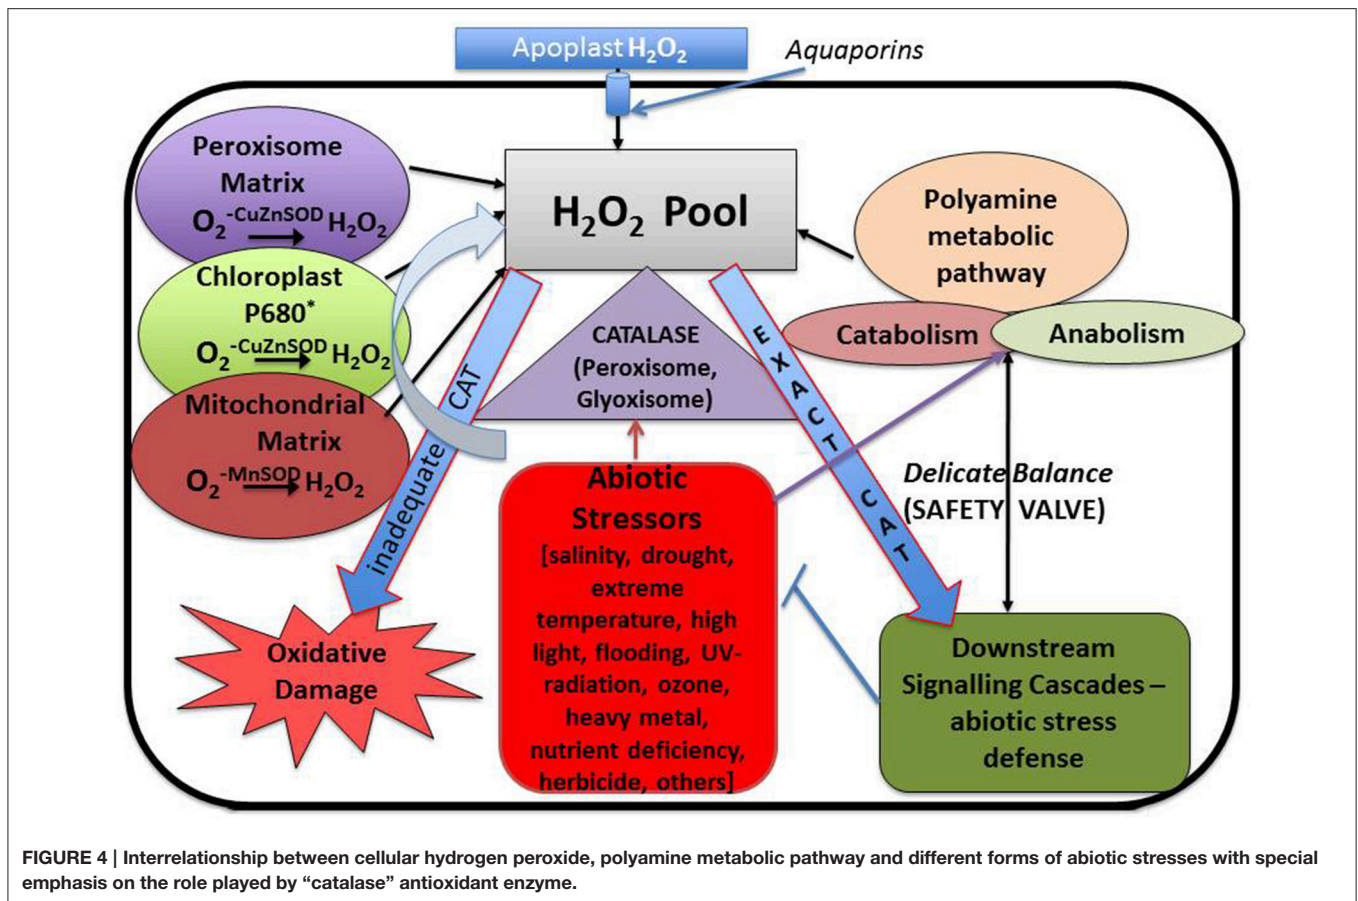 Apoplast H₂O₂
Aquaporins
Peroxisome
Matrix
O₂⁻ CuZnSOD H₂O₂
Chloroplast
P680*
O₂⁻ CuZnSOD H₂O₂
Mitochondrial
Matrix
O₂⁻ MnSOD H₂O₂
H₂O₂ Pool
Polyamine
metabolic
pathway
Catabolism
Anabolism
CATALASE
(Peroxisome,
Glyoxisome)
inadequate CAT
EXACT CAT
Delicate Balance
(SAFETY VALVE)
Oxidative
Damage
Abiotic
Stressors
[salinity, drought,
extreme
temperature, high
light, flooding, UV-
radiation, ozone,
heavy metal,
nutrient deficiency,
herbicide, others]
Downstream
Signalling Cascades –
abiotic stress
defense
FIGURE 4 | Interrelationship between cellular hydrogen peroxide, polyamine metabolic pathway and different forms of abiotic stresses with special
emphasis on the role played by “catalase” antioxidant enzyme.